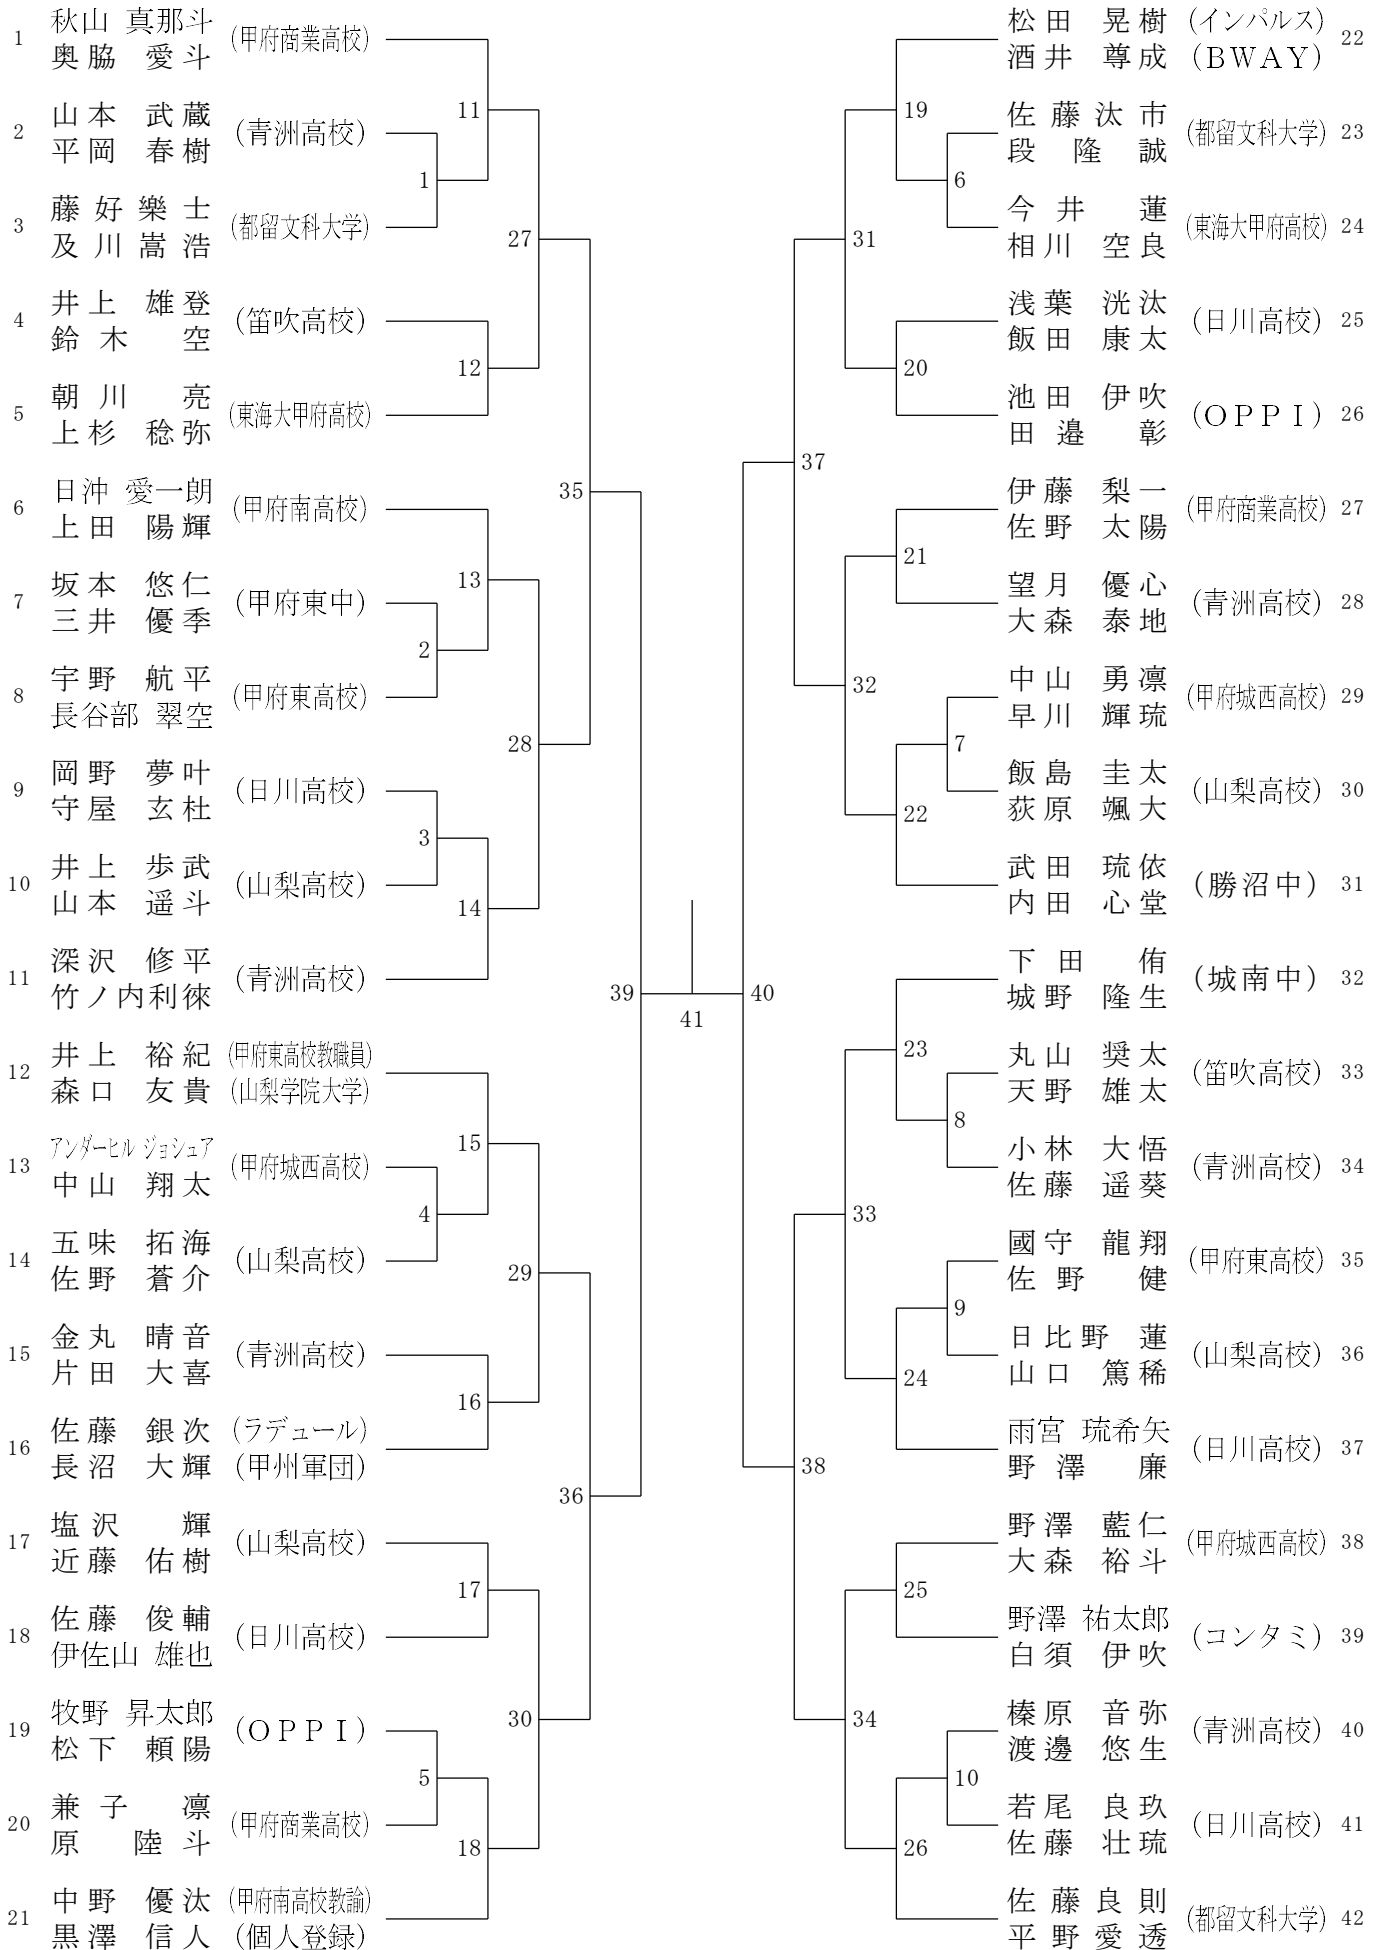 1 秋山 真那斗 (甲府商業高校)
奥脇 愛斗
2 山本 武蔵 (青洲高校)
平岡 春樹
3 藤好樂士 (都留文科大学)
及川嵩浩
4 井上 雄登 (笛吹高校)
鈴木 空
5 朝川 亮 (東海大甲府高校)
上杉 稔弥
6 日沖 愛一朗 (甲府南高校)
上田 陽輝
7 坂本 悠仁 (甲府東中)
三井 優季
8 宇野 航平 (甲府東高校)
長谷部 翠空
9 岡野 夢叶 (日川高校)
守屋 玄杜
10 井上 歩武 (山梨高校)
山本 遥斗
11 深沢 修平 (青洲高校)
竹ノ内利徠
12 井上 裕紀 (甲府東高校教職員)
森口 友貴 (山梨学院大学)
13 アンダーヒル ジョシュア (甲府城西高校)
中山 翔太
14 五味 拓海 (山梨高校)
佐野 蒼介
15 金丸 晴音 (青洲高校)
片田 大喜
16 佐藤 銀次 (ラデュール)
長沼 大輝 (甲州軍団)
17 塩沢 輝 (山梨高校)
近藤 佑樹
18 佐藤 俊輔 (日川高校)
伊佐山 雄也
19 牧野 昇太郎 (OPPI)
松下 頼陽
20 兼子 凛 (甲府商業高校)
原 陸斗
21 中野 優汰 (甲府南高校教諭)
黒澤 信人 (個人登録)
1
2
3
4
5
11
12
13
14
15
16
17
18
27
28
29
30
35
36
39
41
40
37
38
31
32
33
34
19
20
21
22
23
24
25
26
6
7
8
9
10
松田 晃樹 (インパルス) 22
酒井 尊成 (BWAY)
佐藤汰市 (都留文科大学) 23
段隆誠
今井 蓮 (東海大甲府高校) 24
相川 空良
浅葉 洸汰 (日川高校) 25
飯田 康太
池田 伊吹 (OPPI) 26
田邉 彰
伊藤 梨一 (甲府商業高校) 27
佐野 太陽
望月 優心 (青洲高校) 28
大森 泰地
中山 勇凛 (甲府城西高校) 29
早川 輝琉
飯島 圭太 (山梨高校) 30
荻原 颯大
武田 琉依 (勝沼中) 31
内田 心堂
下田 侑 (城南中) 32
城野 隆生
丸山 奨太 (笛吹高校) 33
天野 雄太
小林 大悟 (青洲高校) 34
佐藤 遥葵
國守 龍翔 (甲府東高校) 35
佐野 健
日比野 蓮 (山梨高校) 36
山口 篤稀
雨宮 琉希矢 (日川高校) 37
野澤 廉
野澤 藍仁 (甲府城西高校) 38
大森 裕斗
野澤 祐太郎 (コンタミ) 39
白須 伊吹
榛原 音弥 (青洲高校) 40
渡邊 悠生
若尾 良玖 (日川高校) 41
佐藤 壮琉
佐藤良則 (都留文科大学) 42
平野愛透